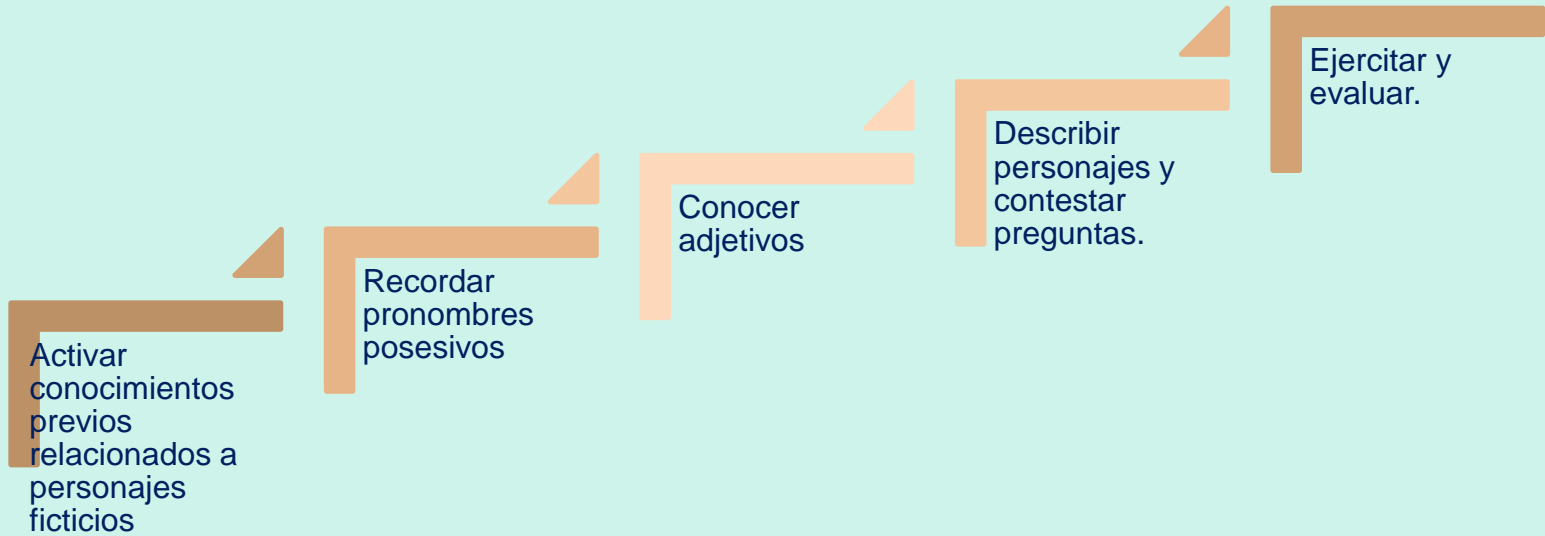 Activar
conocimientos
previos
relacionados a
personajes
ficticios
Recordar
pronombres
posesivos
Conocer
adjetivos
Describir
personajes y
contestar
preguntas.
Ejercitar y
evaluar.